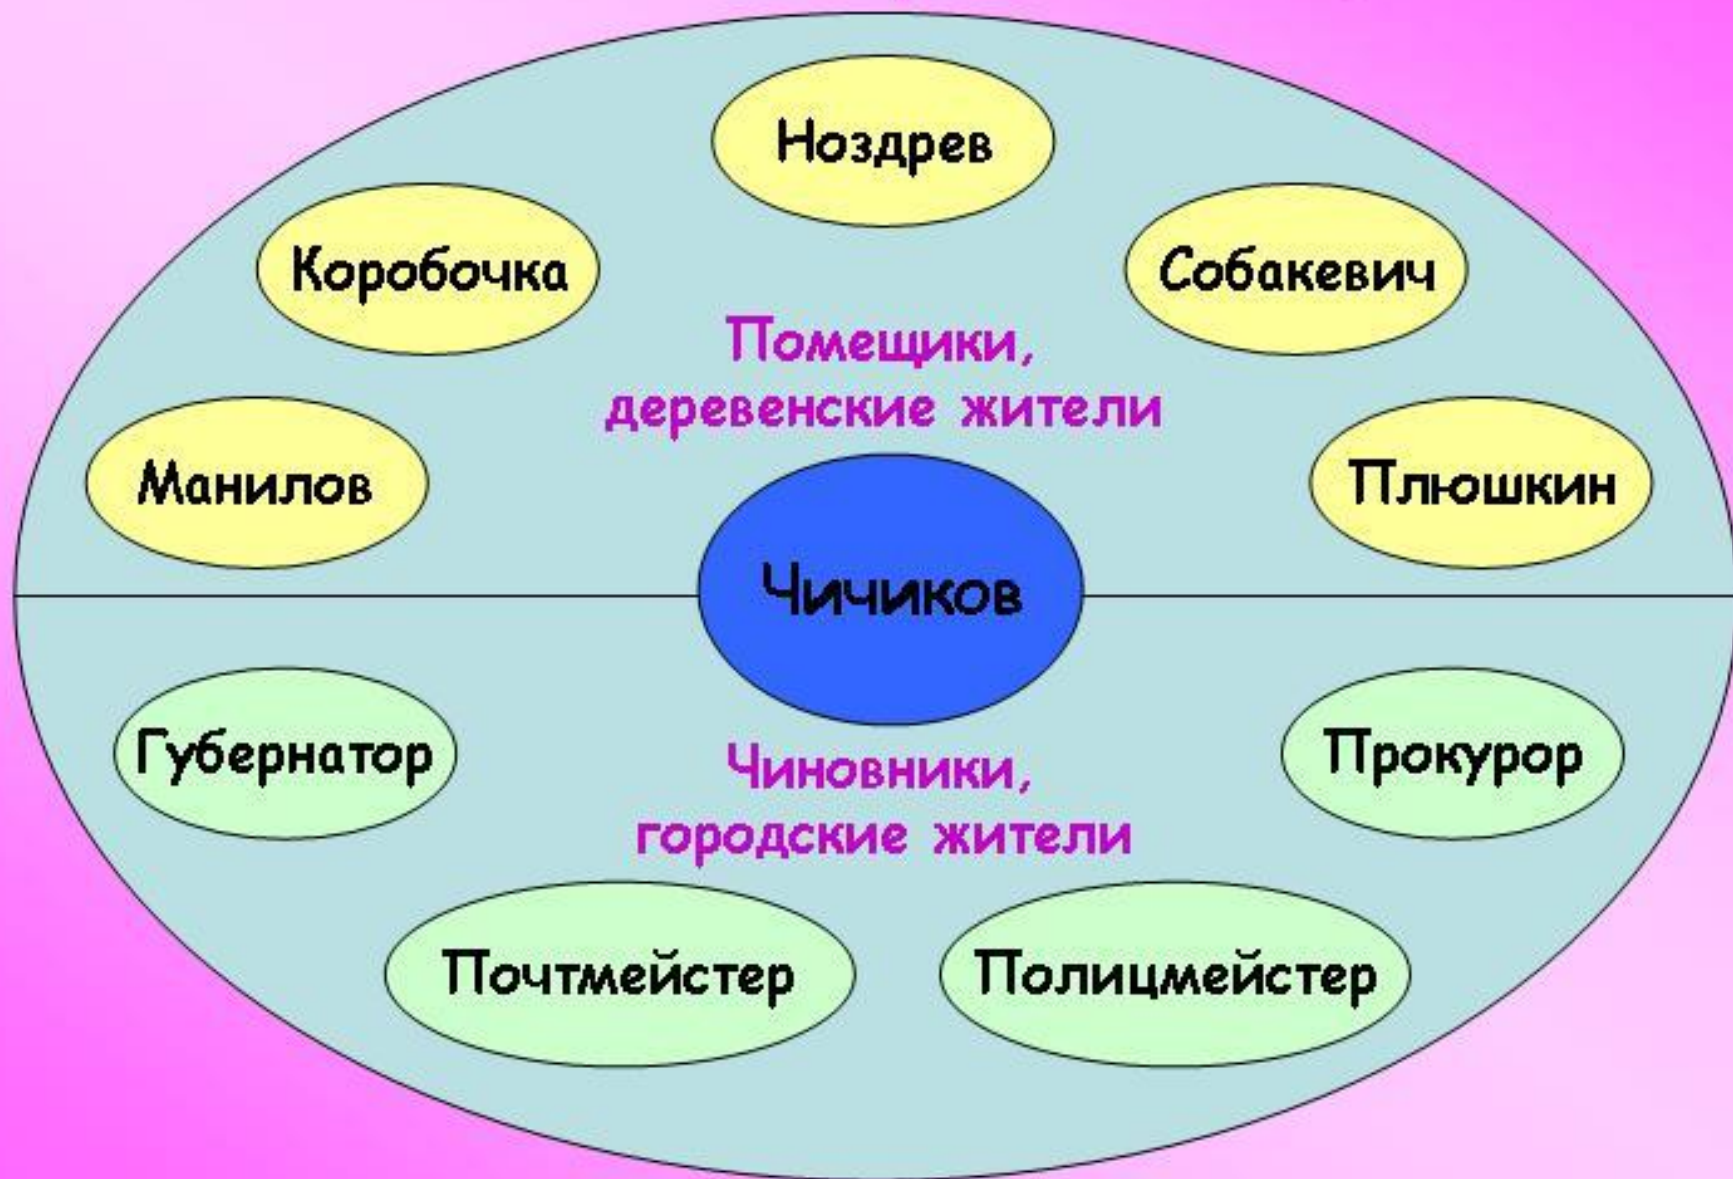 Ноздрев
Коробочка
Собакевич
Помещики,
деревенские жители
Манилов
Плюшкин
Чичиков
Губернатор
Прокурор
Чиновники,
городские жители
Почтмейстер
Полицмейстер